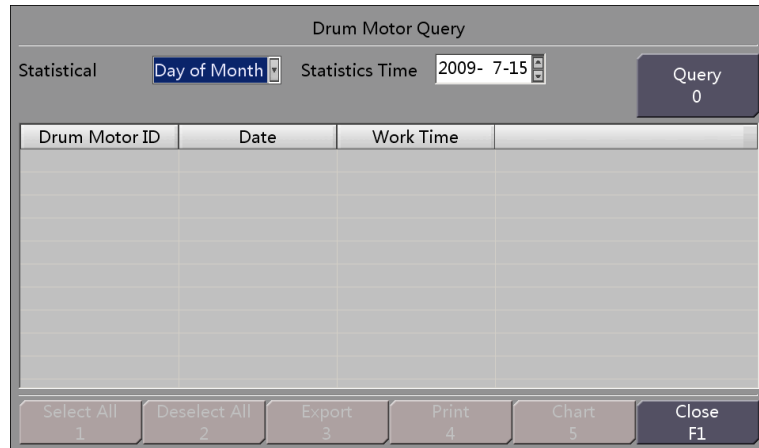 Drum Motor Query
Statistical Day of Month Statistics Time 2009- 7-15
Query
0
Drum Motor ID Date Work Time
Select All Deselect All Export Print Chart Close
1 2 3 4 5 F1